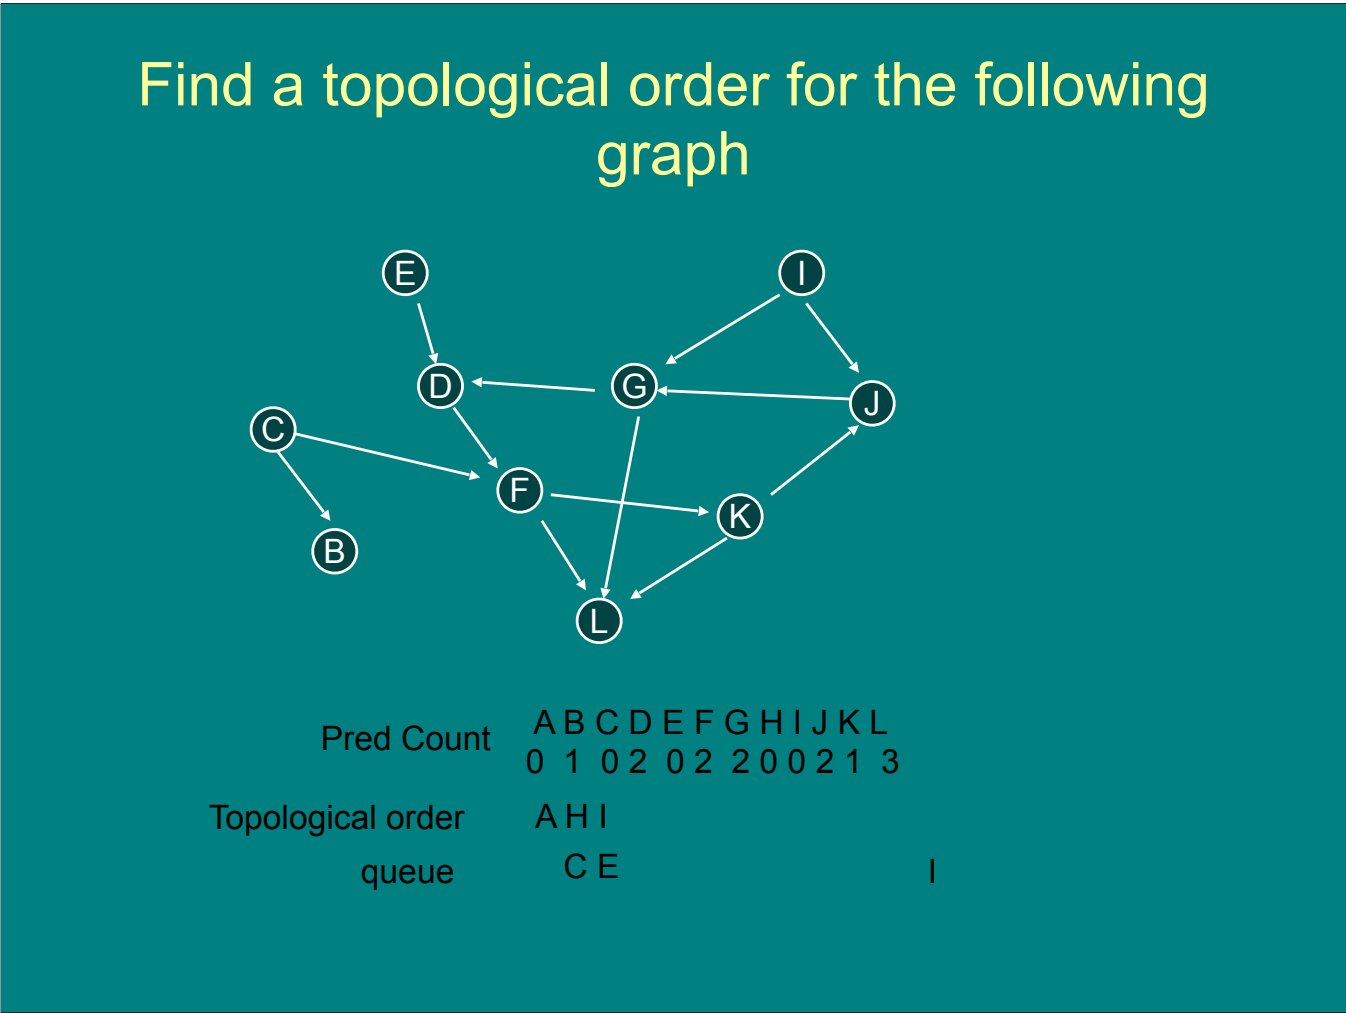 Find a topological order for the following
graph
E
I
D
G
J
C
F
K
B
L
Pred Count
A B C D E F G H I J K L
0 1 0 2 0 2 2 0 0 2 1 3
Topological order
A H I
queue
C E
I